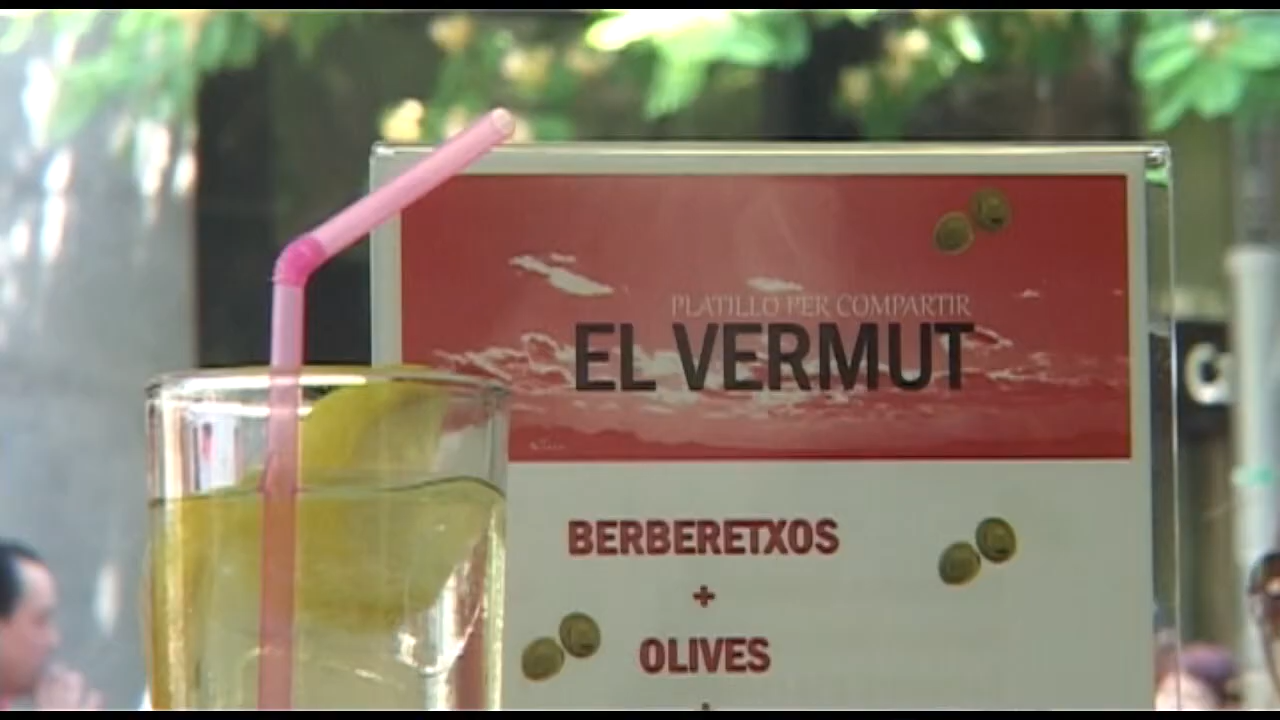 PLATILLO PER COMPARTIR
EL VERMUT
BERBERETXOS
+
OLIVES